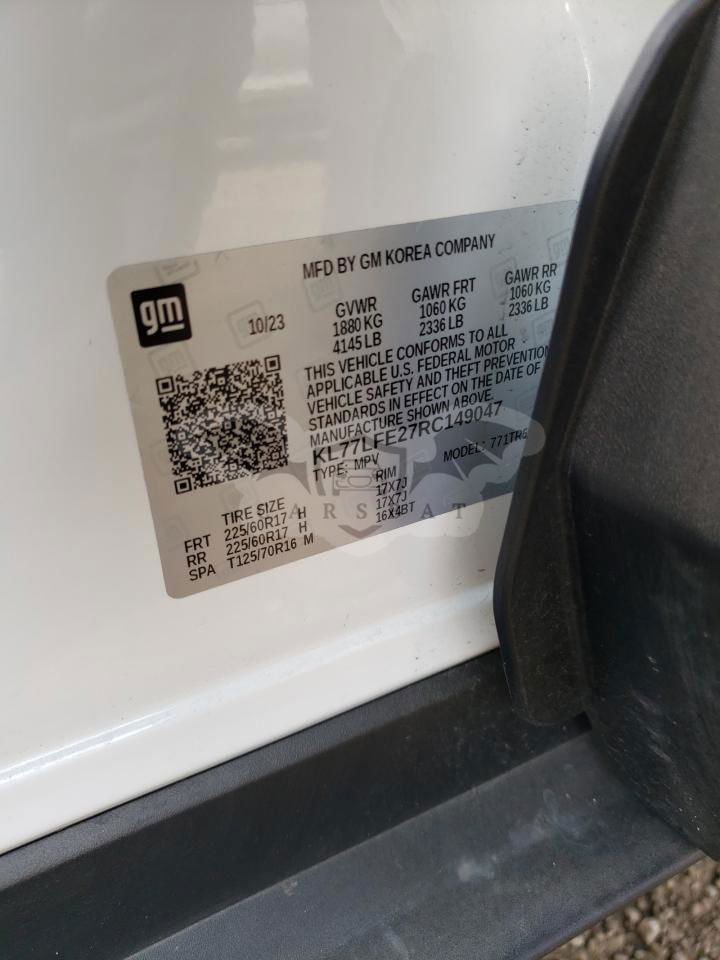 MFD BY GM KOREA COMPANY
gm
10/23
GVWR
1880 KG
4145 LB
GAWR FRT
1060 KG
2336 LB
GAWR RR
1060 KG
2336 LB
THIS VEHICLE CONFORMS TO ALL
APPLICABLE U.S. FEDERAL MOTOR
VEHICLE SAFETY AND THEFT PREVENTION
STANDARDS IN EFFECT ON THE DATE OF
MANUFACTURE SHOWN ABOVE.
KL77LFE27RC149047
TYPE: MPV
MODEL: 771TRE
TIRE SIZE
RIM
FRT 225/60R17 H 17X7J
RR 225/60R17 H 17X7J
SPA T125/70R16 M 16X4BT